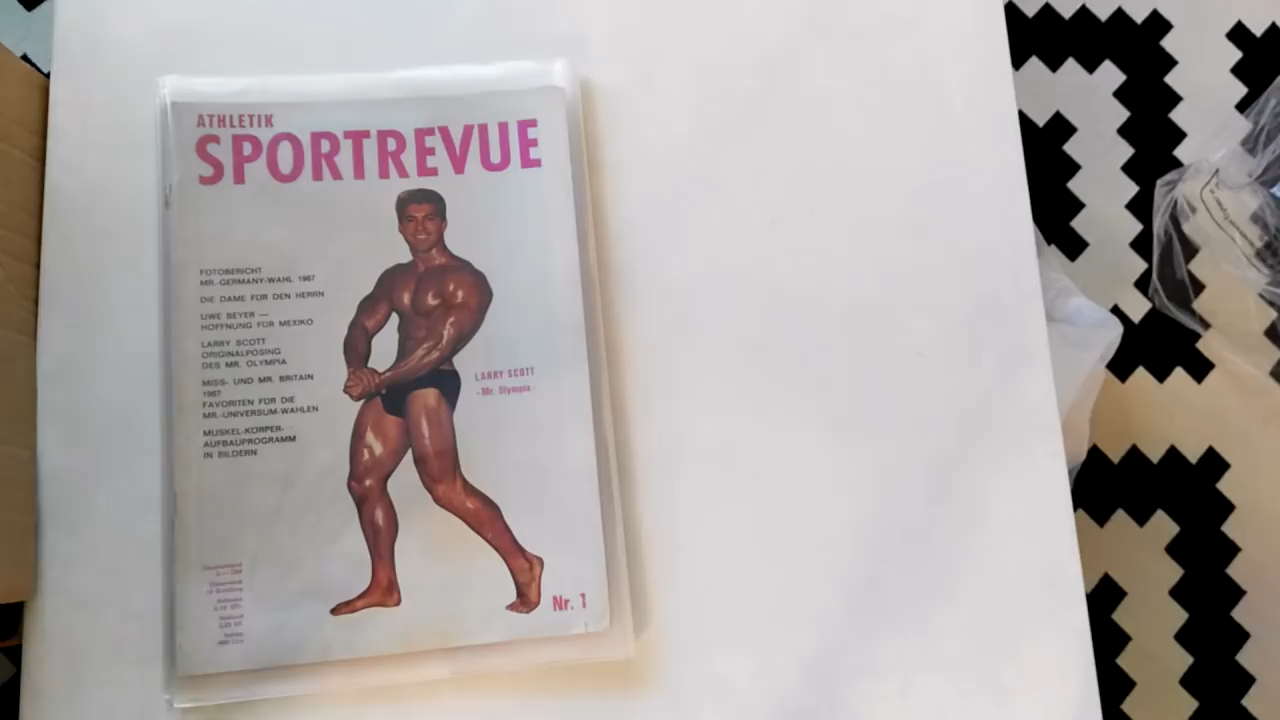 ATHLETIK
SPORTREVUE
FOTOBERICHT
MR.-GERMANY-WAHL 1967
DIE DAME FÜR DEN HERRN
UWE BEYER —
HOFFNUNG FÜR MEXIKO
LARRY SCOTT
ORIGINALPOSING
DES MR. OLYMPIA
MISS- UND MR. BRITAIN
1967
FAVORITEN FÜR DIE
MR.-UNIVERSUM-WAHLEN
MUSKEL-KÖRPER-
AUFBAUPROGRAMM
IN BILDERN
LARRY SCOTT
- Mr. Olympia -
Nr. 1